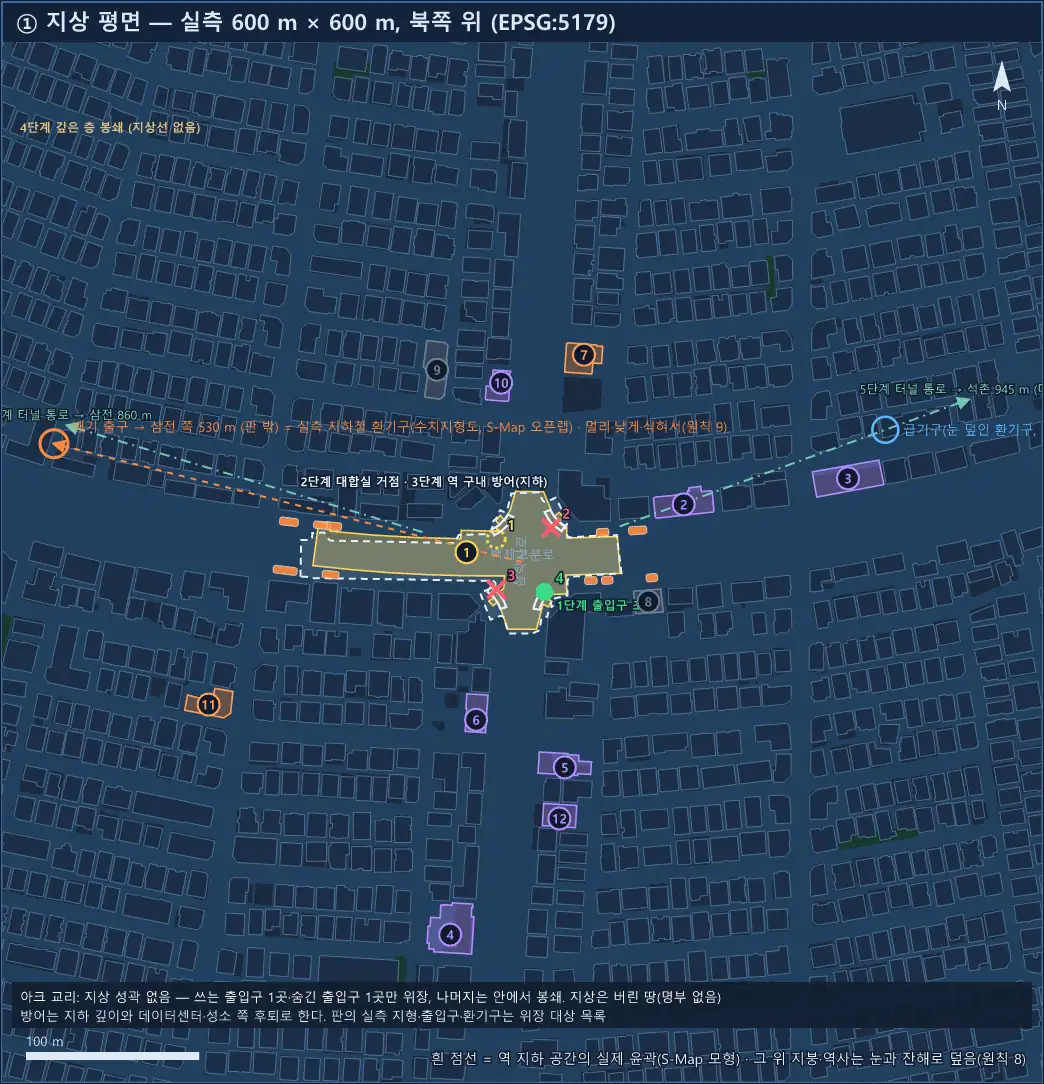 ① 지상 평면 — 실측 600 m × 600 m, 북쪽 위 (EPSG:5179)
N
4단계 깊은 층 봉쇄 (지상선 없음)
9
10
7
5단계 터널 통로 → 석촌 945 m
계 터널 통로 → 삼전 860 m
배기 출구 → 삼전 쪽 530 m (판 밖) = 실측 지하철 환기구(수치지형도, S-Map 오픈랩) · 멀리 낮게 식혀서(원칙 9)
급기구(눈 덮인 환기구,
3
2단계 대합실 거점 · 3단계 역 구내 방어(지하)
2
1
2
1
3
4
1단계 출입구
8
11
6
5
12
4
아크 교리: 지상 성곽 없음 — 쓰는 출입구 1곳·숨긴 출입구 1곳만 위장, 나머지는 안에서 봉쇄. 지상은 버린 땅(명부 없음)
방어는 지하 깊이와 데이터센터·성소 쪽 후퇴로 한다. 판의 실측 지형·출입구·환기구는 위장 대상 목록
100 m
흰 점선 = 역 지하 공간의 실제 윤곽(S-Map 모형) · 그 위 지붕·역사는 눈과 잔해로 덮음(원칙 8)